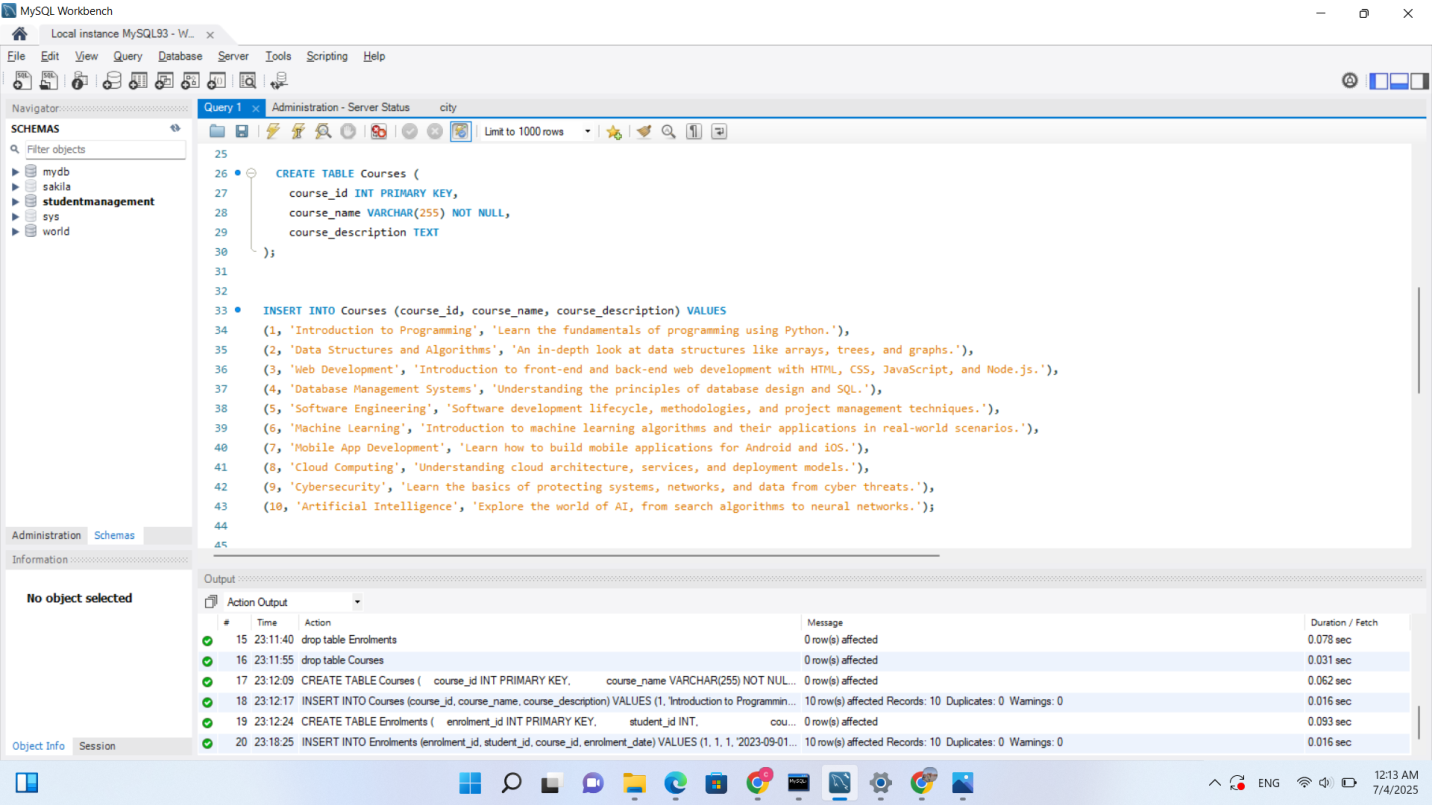 MySQL Workbench
Local instance MySQL93 - W...
File Edit View Query Database Server Tools Scripting Help
Navigator
SCHEMAS
Filter objects
mydb
sakila
studentmanagement
sys
world
Administration Schemas
Information
No object selected
Object Info Session
Query 1 Administration - Server Status city
Limit to 1000 rows
25
26 CREATE TABLE Courses (
27 course_id INT PRIMARY KEY,
28 course_name VARCHAR(255) NOT NULL,
29 course_description TEXT
30 );
31
32
33 INSERT INTO Courses (course_id, course_name, course_description) VALUES
34 (1, 'Introduction to Programming', 'Learn the fundamentals of programming using Python.'),
35 (2, 'Data Structures and Algorithms', 'An in-depth look at data structures like arrays, trees, and graphs.'),
36 (3, 'Web Development', 'Introduction to front-end and back-end web development with HTML, CSS, JavaScript, and Node.js.'),
37 (4, 'Database Management Systems', 'Understanding the principles of database design and SQL.'),
38 (5, 'Software Engineering', 'Software development lifecycle, methodologies, and project management techniques.'),
39 (6, 'Machine Learning', 'Introduction to machine learning algorithms and their applications in real-world scenarios.'),
40 (7, 'Mobile App Development', 'Learn how to build mobile applications for Android and iOS.'),
41 (8, 'Cloud Computing', 'Understanding cloud architecture, services, and deployment models.'),
42 (9, 'Cybersecurity', 'Learn the basics of protecting systems, networks, and data from cyber threats.'),
43 (10, 'Artificial Intelligence', 'Explore the world of AI, from search algorithms to neural networks.');
44
45
Output
Action Output
# Time Action Message Duration / Fetch
15 23:11:40 drop table Enrolments 0 row(s) affected 0.078 sec
16 23:11:55 drop table Courses 0 row(s) affected 0.031 sec
17 23:12:09 CREATE TABLE Courses ( course_id INT PRIMARY KEY, course_name VARCHAR(255) NOT NUL... 0 row(s) affected 0.062 sec
18 23:12:17 INSERT INTO Courses (course_id, course_name, course_description) VALUES (1, 'Introduction to Programmin... 10 row(s) affected Records: 10 Duplicates: 0 Warnings: 0 0.016 sec
19 23:12:24 CREATE TABLE Enrolments ( enrolment_id INT PRIMARY KEY, student_id INT, cou... 0 row(s) affected 0.093 sec
20 23:18:25 INSERT INTO Enrolments (enrolment_id, student_id, course_id, enrolment_date) VALUES (1, 1, 1, '2023-09-01... 10 row(s) affected Records: 10 Duplicates: 0 Warnings: 0 0.016 sec
ENG
12:13 AM
7/4/2025